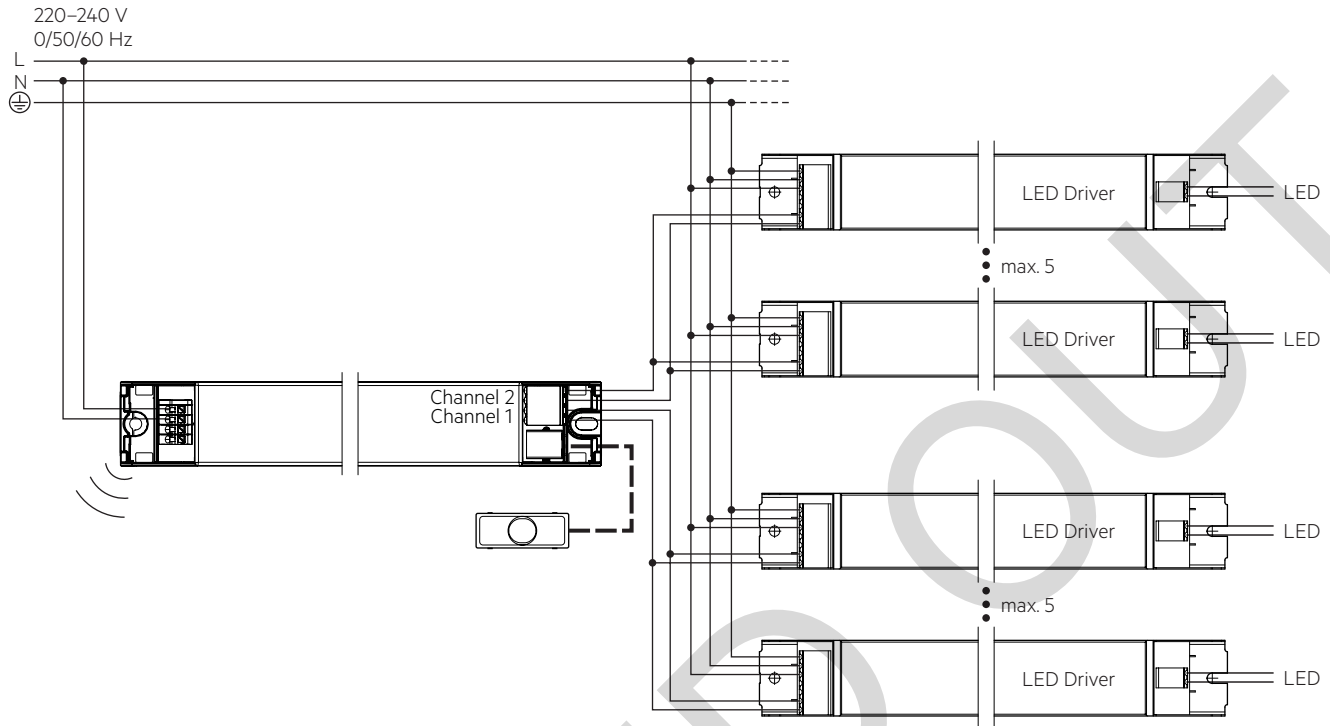 220–240 V
0/50/60 Hz
L
N
LED Driver
LED
max. 5
LED Driver
LED
Channel 2
Channel 1
LED Driver
LED
max. 5
LED Driver
LED
D OUT